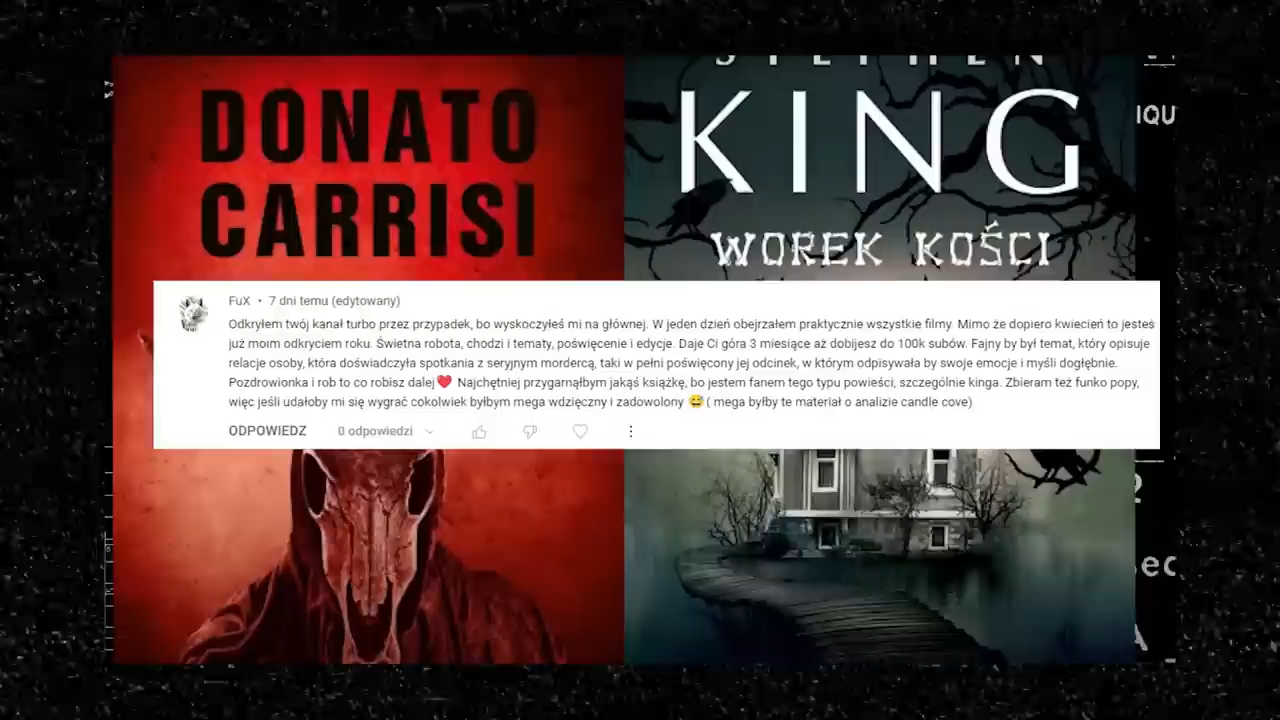 DONATO
CARRISI
STEPHEN
KING
WOREK KOŚCI
IQU
FuX • 7 dni temu (edytowany)
Odkryłem twój kanał turbo przez przypadek, bo wyskoczyłeś mi na głównej. W jeden dzień obejrzałem praktycznie wszystkie filmy. Mimo że dopiero kwiecień to jesteś
już moim odkryciem roku. Świetna robota, chodzi i tematy, poświęcenie i edycje. Daje Ci góra 3 miesiące aż dobijesz do 100k subów. Fajny by był temat, który opisuje
relacje osoby, która doświadczyła spotkania z seryjnym mordercą, taki w pełni poświęcony jej odcinek, w którym odpisywała by swoje emocje i myśli dogłębnie.
Pozdrowionka i rob to co robisz dalej❤️ Najchętniej przygarnąłbym jakąś książkę, bo jestem fanem tego typu powieści, szczególnie kinga. Zbieram też funko popy,
więc jeśli udałoby mi się wygrać cokolwiek byłbym mega wdzięczny i zadowolony 😅 ( mega byłby te materiał o analizie candle cove)
ODPOWIEDZ 0 odpowiedzi